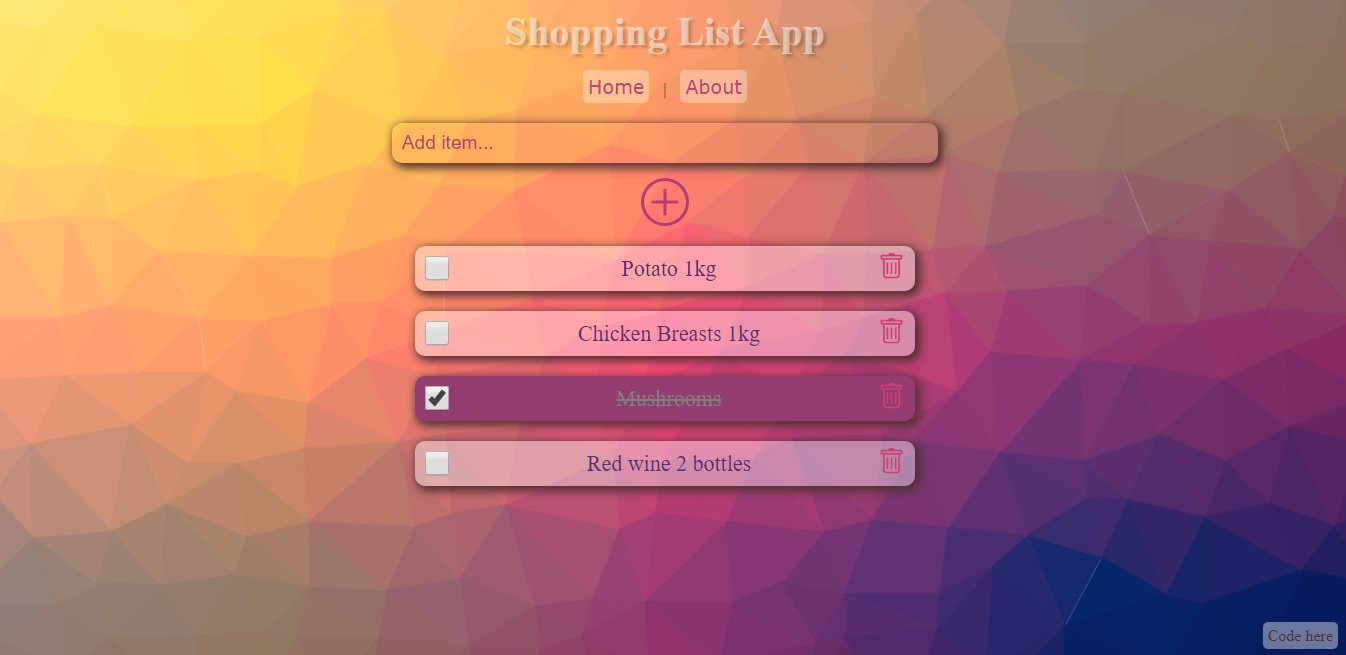 Shopping List App
Home | About
Add item...
Potato 1kg
Chicken Breasts 1kg
Mushrooms
Red wine 2 bottles
Code here